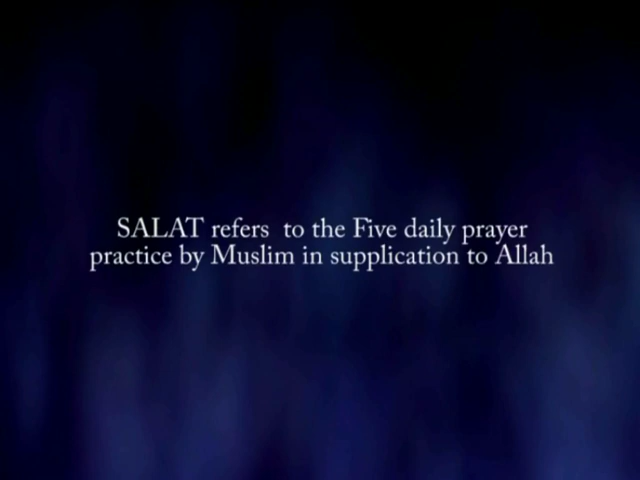 SALAT refers  to the Five daily prayer
practice by Muslim in supplication to Allah